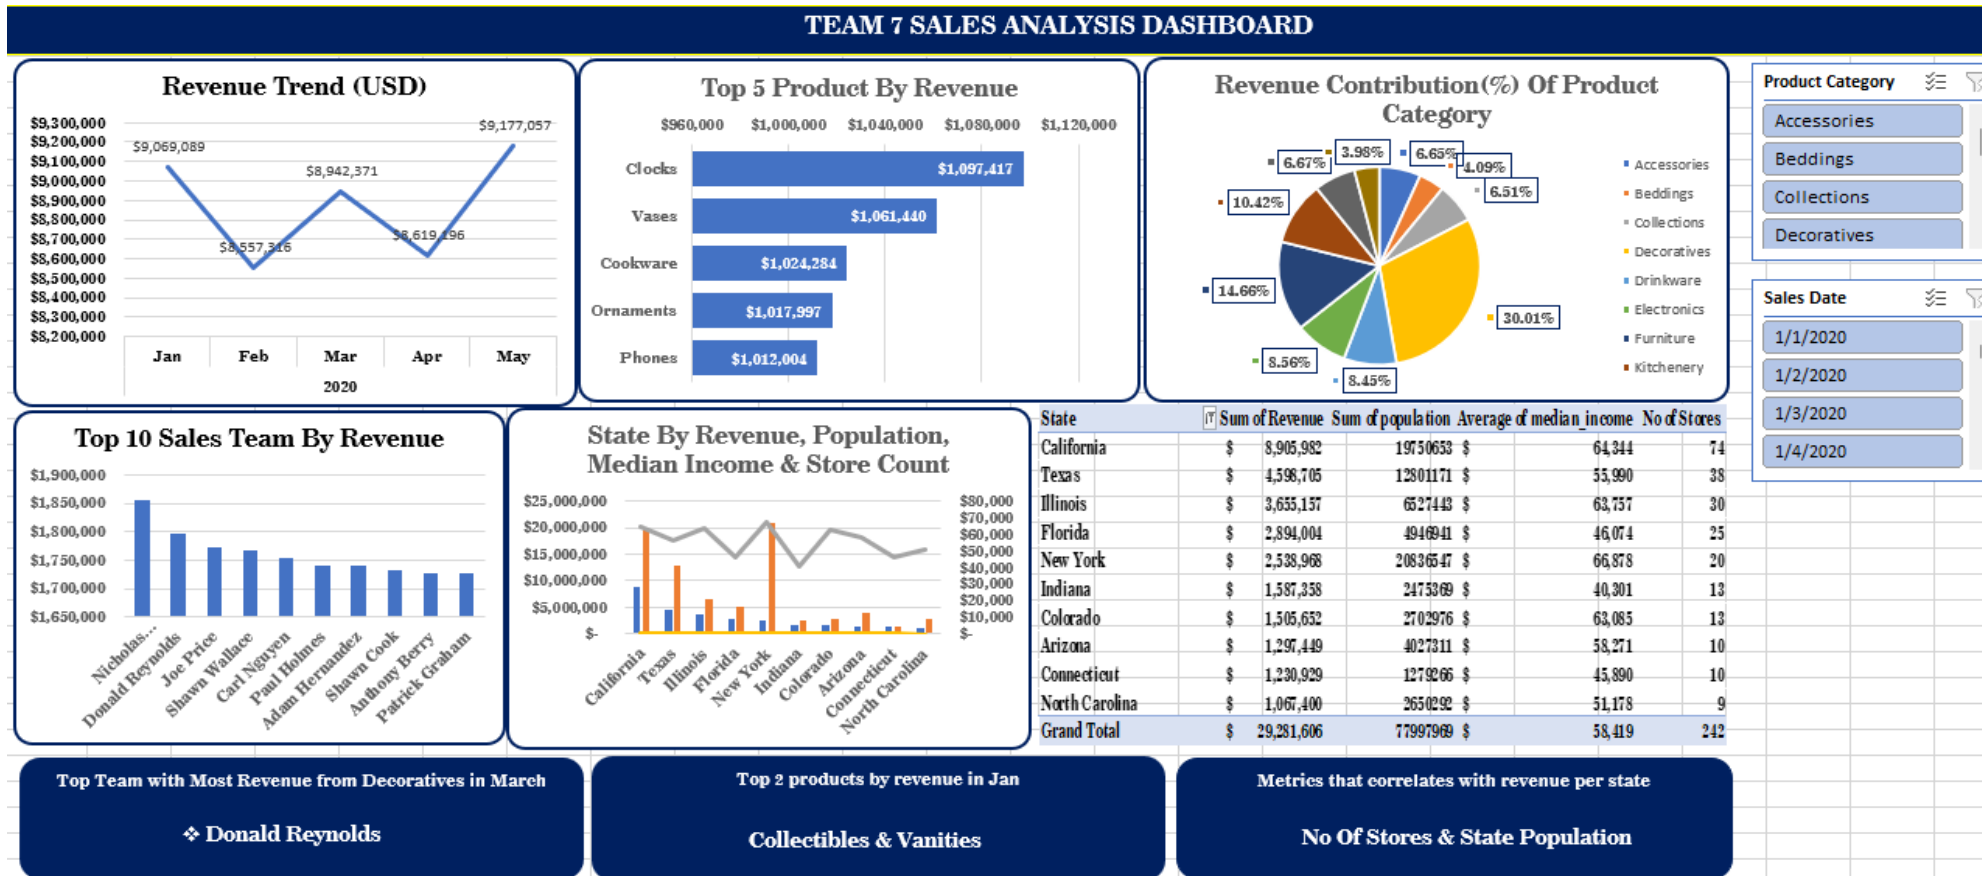 TEAM 7 SALES ANALYSIS DASHBOARD
Revenue Trend (USD)
$9,300,000
$9,200,000
$9,100,000
$9,000,000
$8,900,000
$8,800,000
$8,700,000
$8,600,000
$8,500,000
$8,400,000
$8,300,000
$8,200,000
$9,069,089
$8,557,316
$8,942,371
$8,619,196
$9,177,057
Jan Feb Mar Apr May
2020
Top 5 Product By Revenue
$960,000 $1,000,000 $1,040,000 $1,080,000 $1,120,000
Clocks $1,097,417
Vases $1,061,440
Cookware $1,024,284
Ornaments $1,017,997
Phones $1,012,004
Revenue Contribution(%) Of Product
Category
6.65%
4.09%
6.51%
30.01%
8.45%
8.56%
14.66%
10.42%
6.67%
3.98%
Accessories
Beddings
Collections
Decoratives
Drinkware
Electronics
Furniture
Kitchenery
Product Category
Accessories
Beddings
Collections
Decoratives
Sales Date
1/1/2020
1/2/2020
1/3/2020
1/4/2020
Top 10 Sales Team By Revenue
$1,900,000
$1,850,000
$1,800,000
$1,750,000
$1,700,000
$1,650,000
Nicholas...
Donald Reynolds
Joe Price
Shawn Wallace
Carl Nguyen
Paul Holmes
Adam Hernandez
Shawn Cook
Anthony Berry
Patrick Graham
State By Revenue, Population,
Median Income & Store Count
$25,000,000
$20,000,000
$15,000,000
$10,000,000
$5,000,000
$-
$80,000
$70,000
$60,000
$50,000
$40,000
$30,000
$20,000
$10,000
$-
California
Texas
Illinois
Florida
New York
Indiana
Colorado
Arizona
Connecticut
North Carolina
State Sum of Revenue Sum of population Average of median_income No of Stores
California $ 8,905,982 19750653 $ 64,344 74
Texas $ 4,598,705 12801171 $ 55,990 38
Illinois $ 3,655,157 6527443 $ 63,757 30
Florida $ 2,894,004 4946941 $ 46,074 25
New York $ 2,538,968 20836547 $ 66,878 20
Indiana $ 1,587,358 2475369 $ 40,301 13
Colorado $ 1,505,652 2702976 $ 63,085 13
Arizona $ 1,297,449 4027311 $ 58,271 10
Connecticut $ 1,230,929 1279266 $ 45,890 10
North Carolina $ 1,067,400 2650292 $ 51,178 9
Grand Total $ 29,281,606 77997969 $ 58,419 242
Top Team with Most Revenue from Decoratives in March
❖ Donald Reynolds
Top 2 products by revenue in Jan
Collectibles & Vanities
Metrics that correlates with revenue per state
No Of Stores & State Population